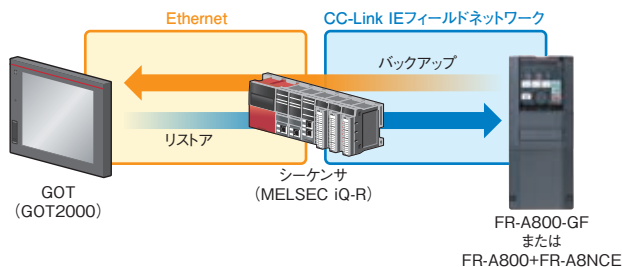 Ethernet
CC-Link IEフィールドネットワーク
バックアップ
リストア
GOT
(GOT2000)
シーケンサ
(MELSEC iQ-R)
FR-A800-GF
または
FR-A800+FR-A8NCE